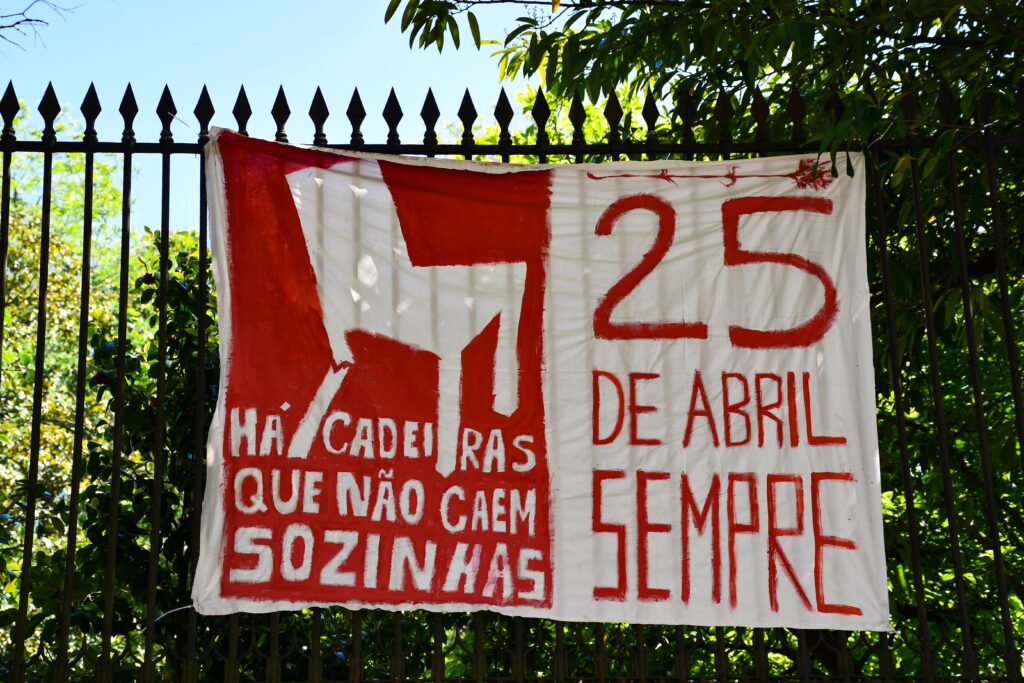 HÁ CADEIRAS
QUE NÃO CAEM
SOZINHAS
25
DE ABRIL
SEMPRE